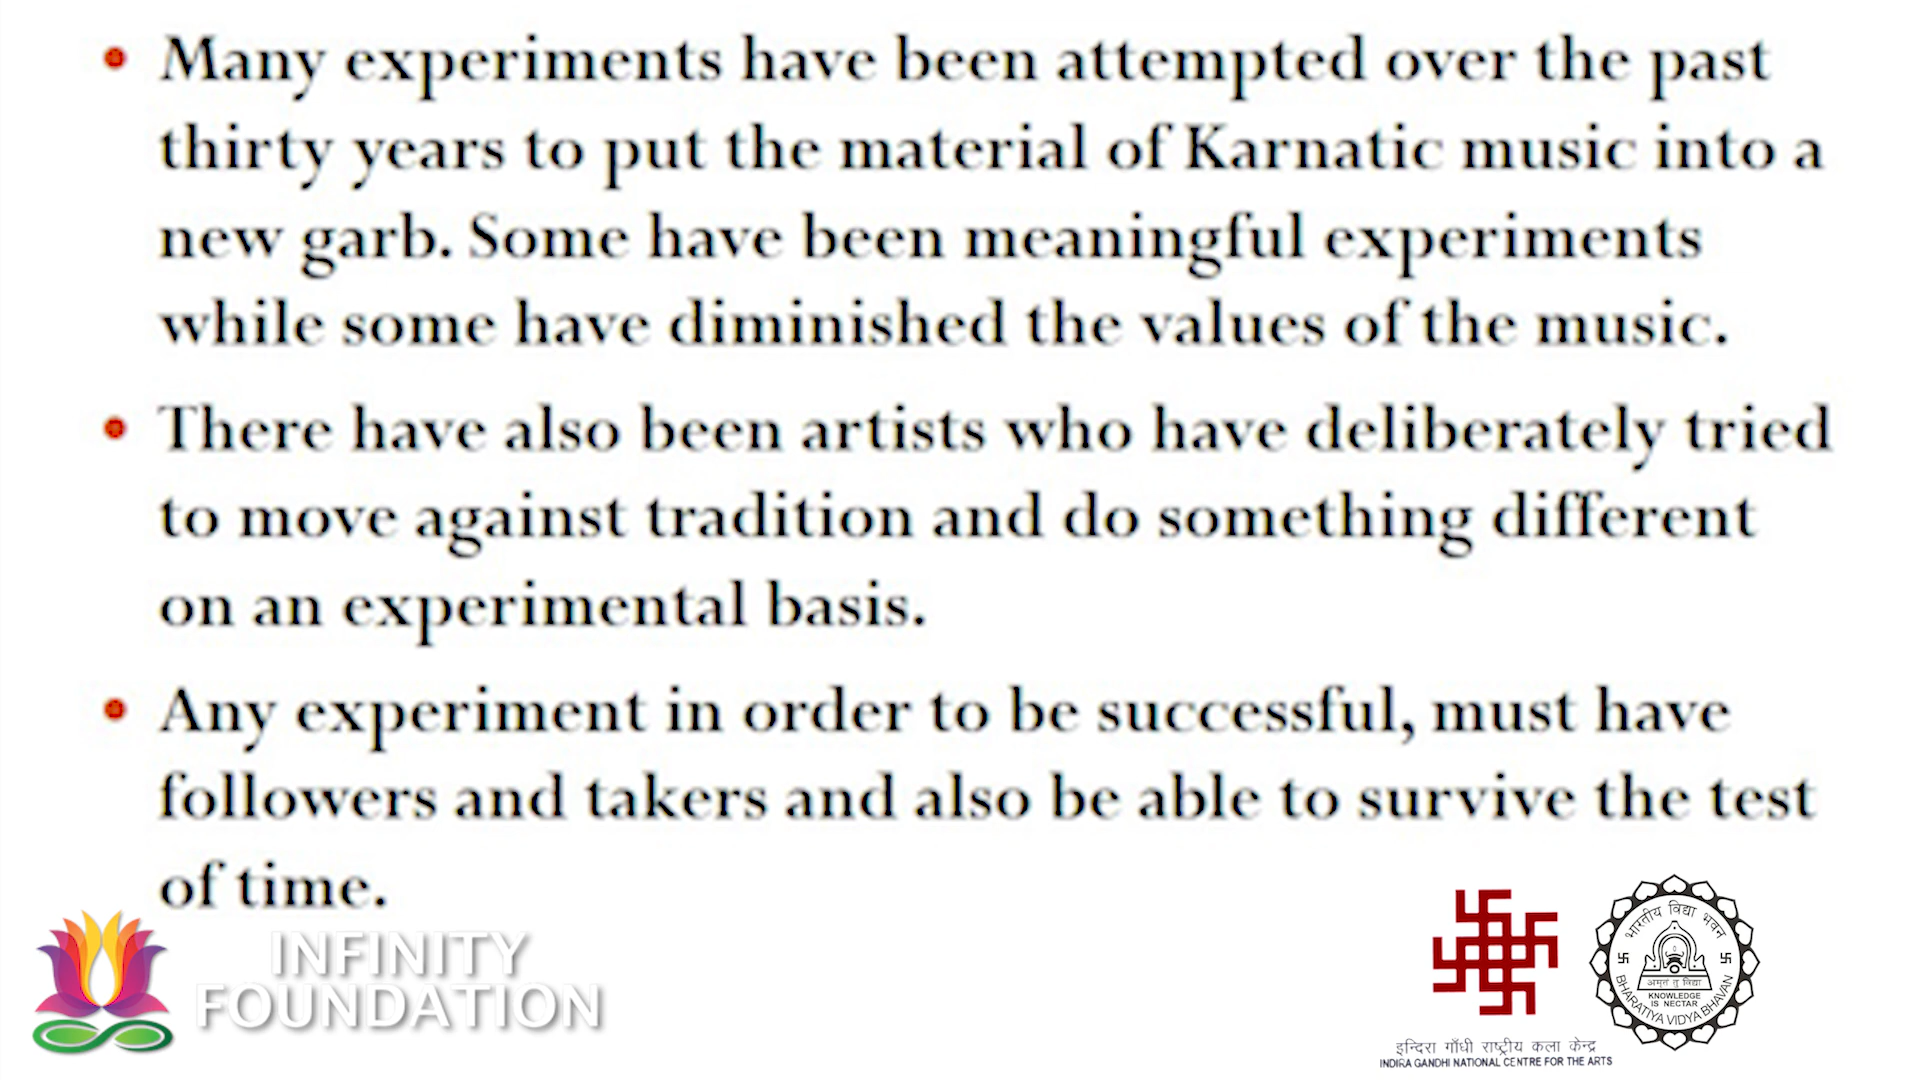 • Many experiments have been attempted over the past
thirty years to put the material of Karnatic music into a
new garb. Some have been meaningful experiments
while some have diminished the values of the music.
• There have also been artists who have deliberately tried
to move against tradition and do something different
on an experimental basis.
• Any experiment in order to be successful, must have
followers and takers and also be able to survive the test
of time.
INFINITY
FOUNDATION
इन्दिरा गाँधी राष्ट्रीय कला केन्द्र
INDIRA GANDHI NATIONAL CENTRE FOR THE ARTS
भारतीय विद्या भवन
अमृतं तु विद्या
KNOWLEDGE
IS NECTAR
BHARATIYA VIDYA BHAVAN